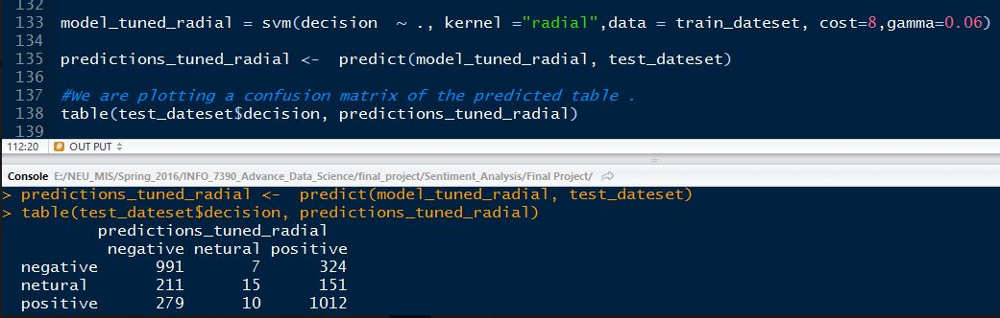 132
133 model_tuned_radial = svm(decision ~ ., kernel ="radial",data = train_dateset, cost=8,gamma=0.06)
134
135 predictions_tuned_radial <- predict(model_tuned_radial, test_dateset)
136
137 #We are plotting a confusion matrix of the predicted table .
138 table(test_dateset$decision, predictions_tuned_radial)
139
112:20 # OUT PUT
Console E:/NEU_MIS/Spring_2016/INFO_7390_Advance_Data_Science/final_project/Sentiment_Analysis/Final Project/
> predictions_tuned_radial <- predict(model_tuned_radial, test_dateset)
> table(test_dateset$decision, predictions_tuned_radial)
predictions_tuned_radial
negative netural positive
negative 991 7 324
netural 211 15 151
positive 279 10 1012